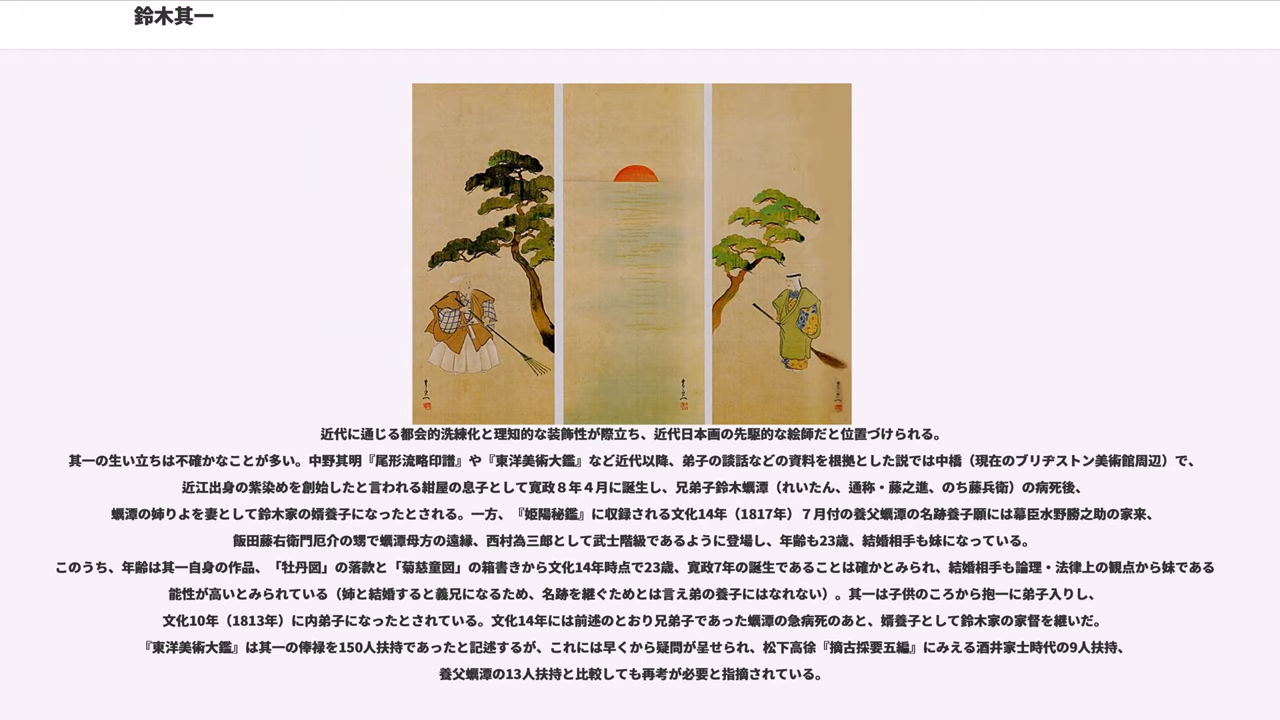 鈴木其一
近代に通じる都会的洗練化と理知的な装飾性が際立ち、近代日本画の先駆的な絵師だと位置づけられる。
其一の生い立ちは不確かなことが多い。中野其明『尾形流略印譜』や『東洋美術大鑑』など近代以降、弟子の談話などの資料を根拠とした説では中橋（現在のブリヂストン美術館周辺）で、
近江出身の紫染めを創始したと言われる紺屋の息子として寛政８年４月に誕生し、兄弟子鈴木蠣潭（れいたん、通称・藤之進、のち藤兵衛）の病死後、
蠣潭の姉りよを妻として鈴木家の婿養子になったとされる。一方、『姫陽秘鑑』に収録される文化14年（1817年）７月付の養父蠣潭の名跡養子願には幕臣水野勝之助の家来、
飯田藤右衛門厄介の甥で蠣潭母方の遠縁、西村為三郎として武士階級であるように登場し、年齢も23歳、結婚相手も妹になっている。
このうち、年齢は其一自身の作品、「牡丹図」の落款と「菊慈童図」の箱書きから文化14年時点で23歳、寛政7年の誕生であることは確かとみられ、結婚相手も論理・法律上の観点から妹である
能性が高いとみられている（姉と結婚すると義兄になるため、名跡を継ぐためとは言え弟の養子にはなれない）。其一は子供のころから抱一に弟子入りし、
文化10年（1813年）に内弟子になったとされている。文化14年には前述のとおり兄弟子であった蠣潭の急病死のあと、婿養子として鈴木家の家督を継いだ。
『東洋美術大鑑』は其一の俸禄を150人扶持であったと記述するが、これには早くから疑問が呈せられ、松下高徐『摘古採要五編』にみえる酒井家士時代の9人扶持、
養父蠣潭の13人扶持と比較しても再考が必要と指摘されている。